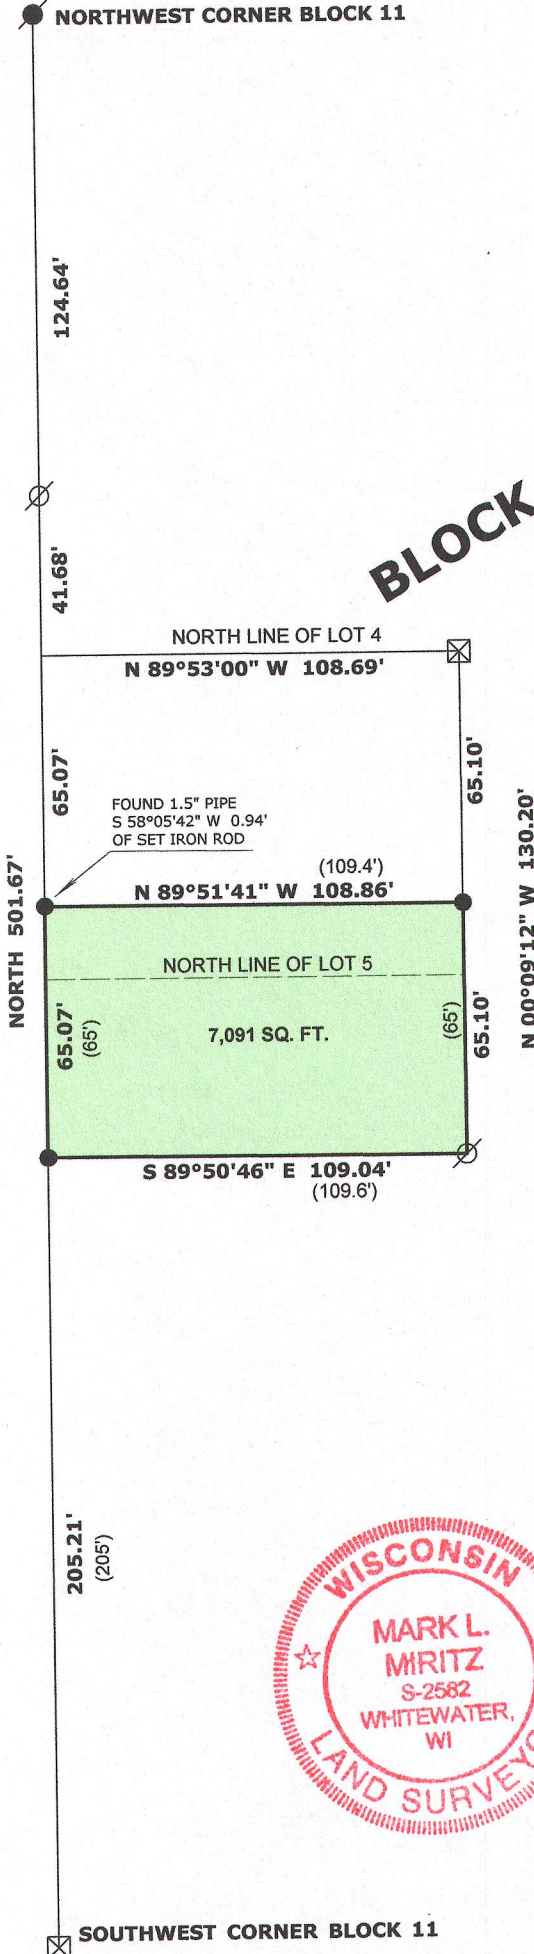 NORTHWEST CORNER BLOCK 11
124.64'
BLOCK
41.68'
NORTH LINE OF LOT 4
N 89°53'00" W 108.69'
65.07'
65.10'
FOUND 1.5" PIPE
S 58°05'42" W 0.94'
OF SET IRON ROD
N 00°09'12" W 130.20'
NORTH 501.67'
(109.4')
N 89°51'41" W 108.86'
NORTH LINE OF LOT 5
65.07'
(65')
7,091 SQ. FT.
(65')
65.10'
S 89°50'46" E 109.04'
(109.6')
205.21'
(205')
WISCONSIN
MARK L.
MIRITZ
S-2582
WHITEWATER,
WI
LAND SURVEYO
SOUTHWEST CORNER BLOCK 11